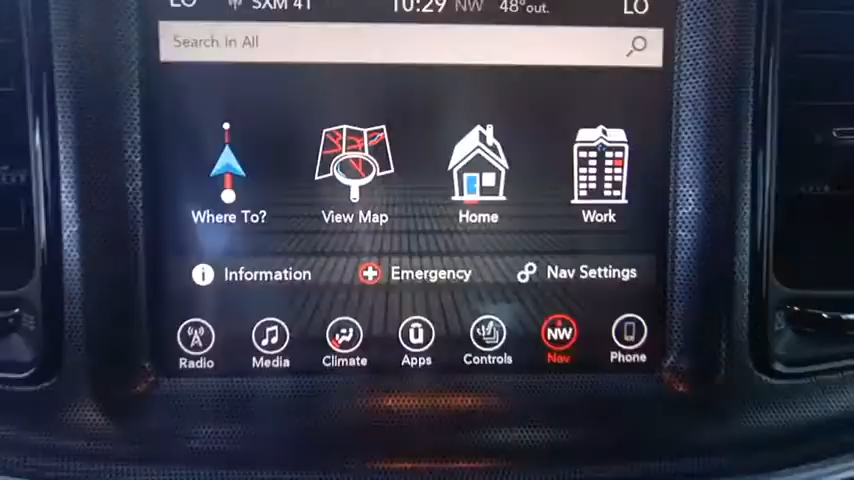 LO SXM 41 10:29 NW 48°out. LO
Search in All
Where To? View Map Home Work
Information Emergency Nav Settings
NW
Radio Media Climate Apps Controls Nav Phone